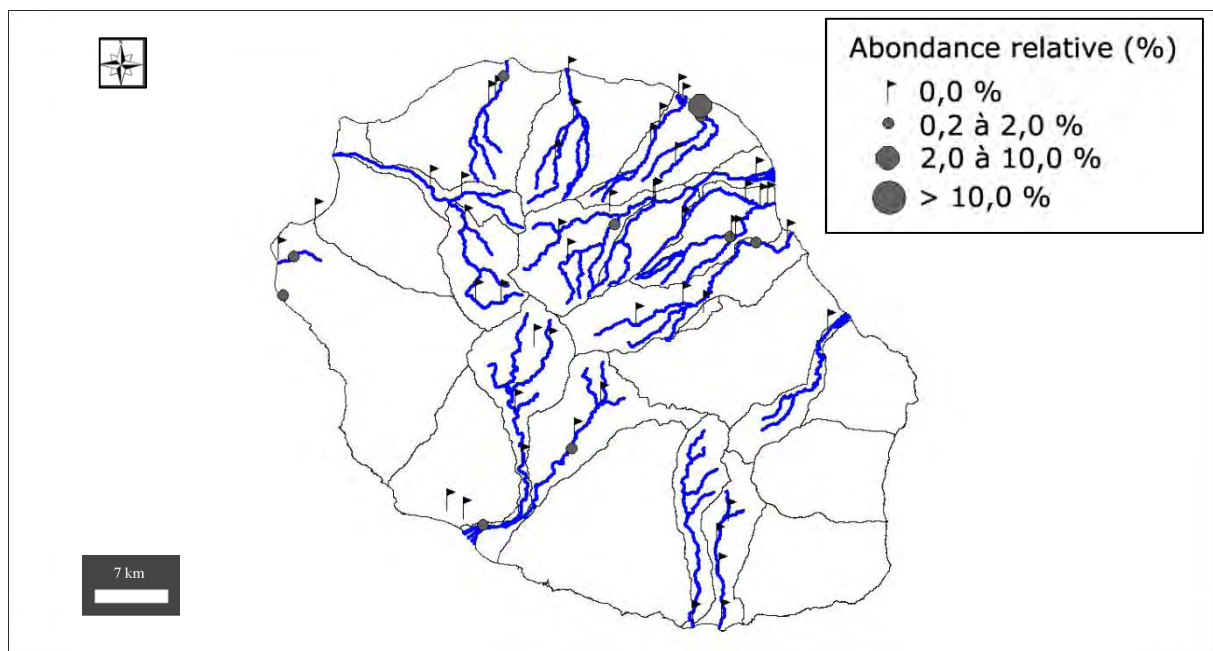 Abondance relative (%)
0,0 %
0,2 à 2,0 %
2,0 à 10,0 %
> 10,0 %
7 km